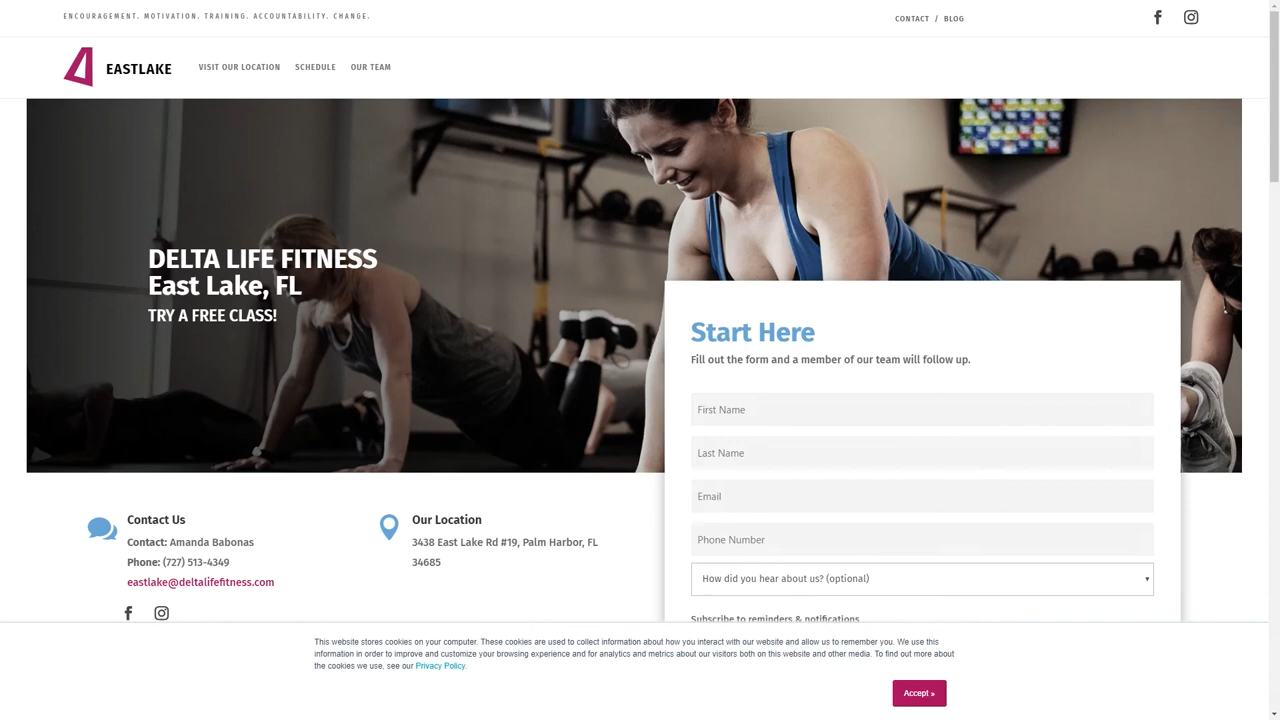 ENCOURAGEMENT. MOTIVATION. TRAINING. ACCOUNTABILITY. CHANGE.
CONTACT / BLOG
EASTLAKE
VISIT OUR LOCATION
SCHEDULE
OUR TEAM
DELTA LIFE FITNESS
East Lake, FL
TRY A FREE CLASS!
Start Here
Fill out the form and a member of our team will follow up.
First Name
Last Name
Email
Phone Number
How did you hear about us? (optional)
Subscribe to reminders & notifications
Contact Us
Contact: Amanda Babonas
Phone: (727) 513-4349
eastlake@deltalifefitness.com
Our Location
3438 East Lake Rd #19, Palm Harbor, FL
34685
This website stores cookies on your computer. These cookies are used to collect information about how you interact with our website and allow us to remember you. We use this
information in order to improve and customize your browsing experience and for analytics and metrics about our visitors both on this website and other media. To find out more about
the cookies we use, see our Privacy Policy.
Accept »